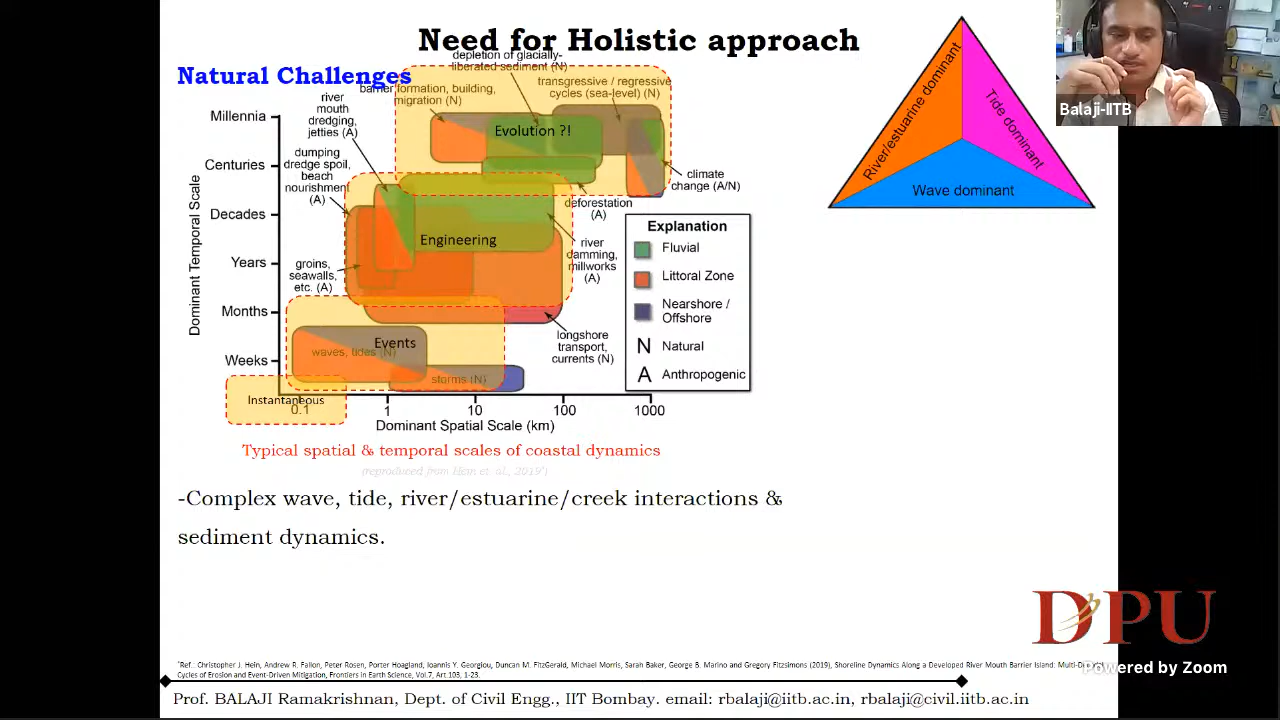 Need for Holistic approach
Natural Challenges
depletion of glacially-
liberated sediment (N)
transgressive / regressive
cycles (sea-level) (N)
barrier formation, building,
migration (N)
river
mouth
dredging,
jetties (A)
dumping
dredge spoil,
beach
nourishment
(A)
groins,
seawalls,
etc. (A)
Dominant Temporal Scale
Millennia
Centuries
Decades
Years
Months
Weeks
Evolution ?!
climate
change (A/N)
deforestation
(A)
Engineering
river
damming,
millworks
(A)
longshore
transport,
currents (N)
Events
waves, tides (N)
storms (N)
Instantaneous
0.1
1
10
100
1000
Dominant Spatial Scale (km)
Explanation
Fluvial
Littoral Zone
Nearshore /
Offshore
N Natural
A Anthropogenic
River/estuarine dominant
Tide dominant
Wave dominant
Balaji-IITB
Typical spatial & temporal scales of coastal dynamics
(reproduced from Hein et. al., 2019*)
-Complex wave, tide, river/estuarine/creek interactions &
sediment dynamics.
DPU
Powered by Zoom
*Ref.: Christopher J. Hein, Andrew R. Fallon, Peter Rosen, Porter Hoagland, Ioannis Y. Georgiou, Duncan M. FitzGerald, Michael Morris, Sarah Baker, George B. Marino and Gregory Fitzsimons (2019), Shoreline Dynamics Along a Developed River Mouth Barrier Island: Multi-
Cycles of Erosion and Event-Driven Mitigation, Frontiers in Earth Science, Vol.7, Art.103, 1-23.
Prof. BALAJI Ramakrishnan, Dept. of Civil Engg., IIT Bombay. email: rbalaji@iitb.ac.in, rbalaji@civil.iitb.ac.in